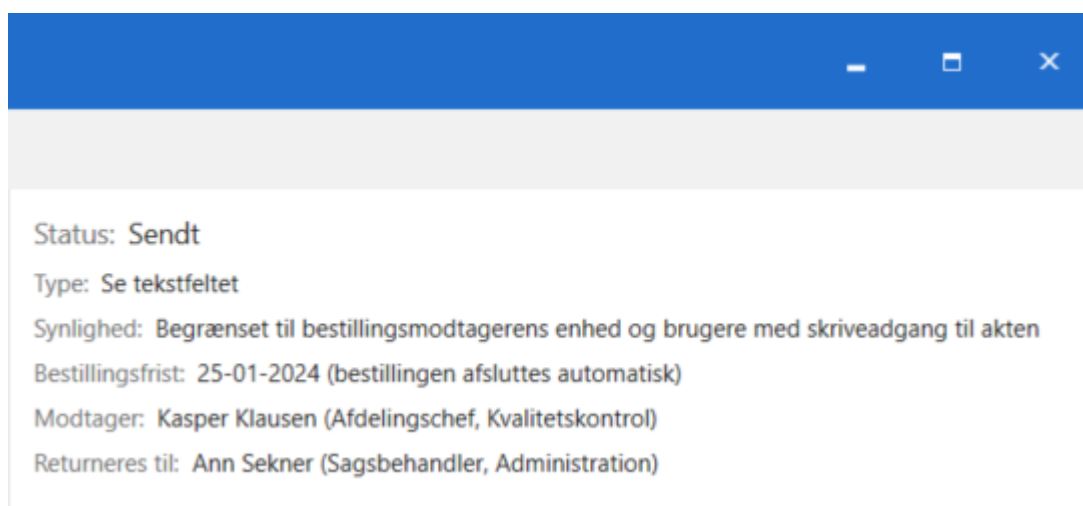 Status: Sendt
Type: Se tekstfeltet
Synlighed: Begrænset til bestillingsmodtagerens enhed og brugere med skriveadgang til akten
Bestillingsfrist: 25-01-2024 (bestillingen afsluttes automatisk)
Modtager: Kasper Klausen (Afdelingschef, Kvalitetskontrol)
Returneres til: Ann Sekner (Sagsbehandler, Administration)